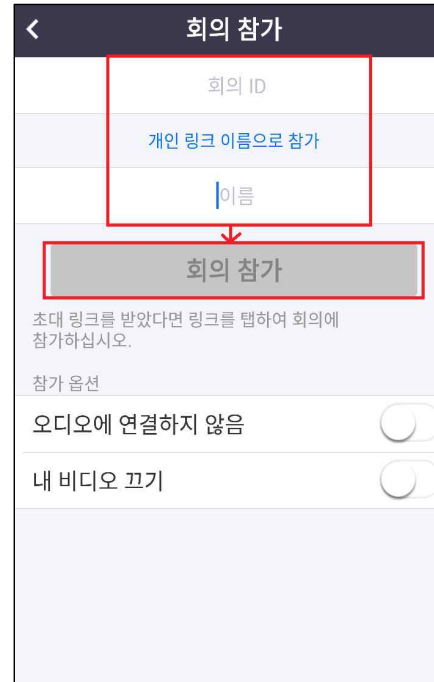 회의 참가
회의 ID
개인 링크 이름으로 참가
이름
회의 참가
초대 링크를 받았다면 링크를 탭하여 회의에
참가하십시오.
참가 옵션
오디오에 연결하지 않음
내 비디오 끄기